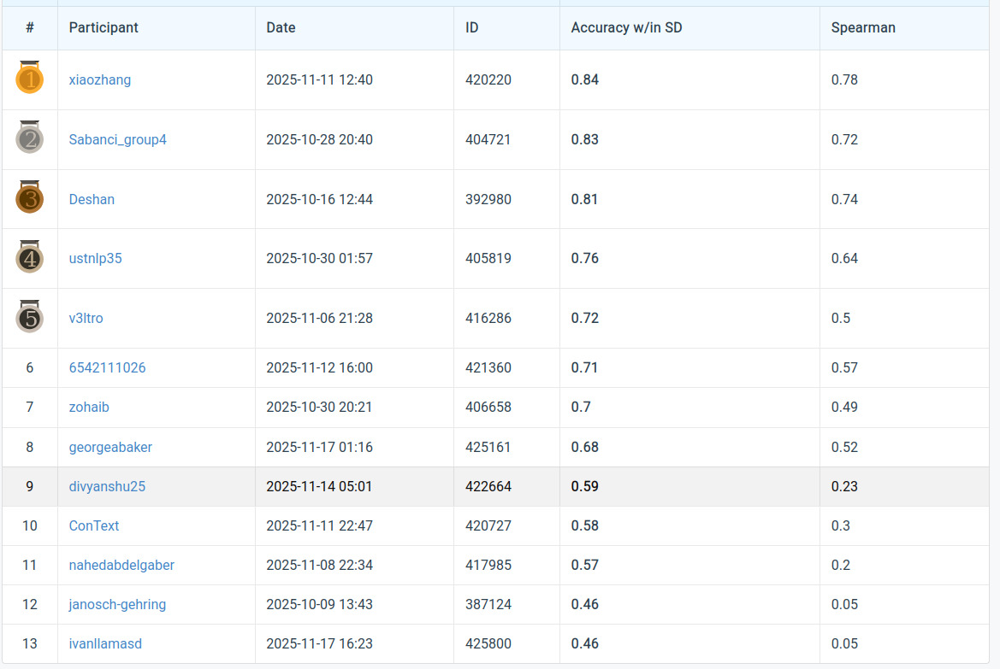 # Participant Date ID Accuracy w/in SD Spearman
1 xiaozhang 2025-11-11 12:40 420220 0.84 0.78
2 Sabanci_group4 2025-10-28 20:40 404721 0.83 0.72
3 Deshan 2025-10-16 12:44 392980 0.81 0.74
4 ustnlp35 2025-10-30 01:57 405819 0.76 0.64
5 v3ltro 2025-11-06 21:28 416286 0.72 0.5
6 6542111026 2025-11-12 16:00 421360 0.71 0.57
7 zohaib 2025-10-30 20:21 406658 0.7 0.49
8 georgeabaker 2025-11-17 01:16 425161 0.68 0.52
9 divyanshu25 2025-11-14 05:01 422664 0.59 0.23
10 ConText 2025-11-11 22:47 420727 0.58 0.3
11 nahedabdelgaber 2025-11-08 22:34 417985 0.57 0.2
12 janosch-gehring 2025-10-09 13:43 387124 0.46 0.05
13 ivanllamasd 2025-11-17 16:23 425800 0.46 0.05